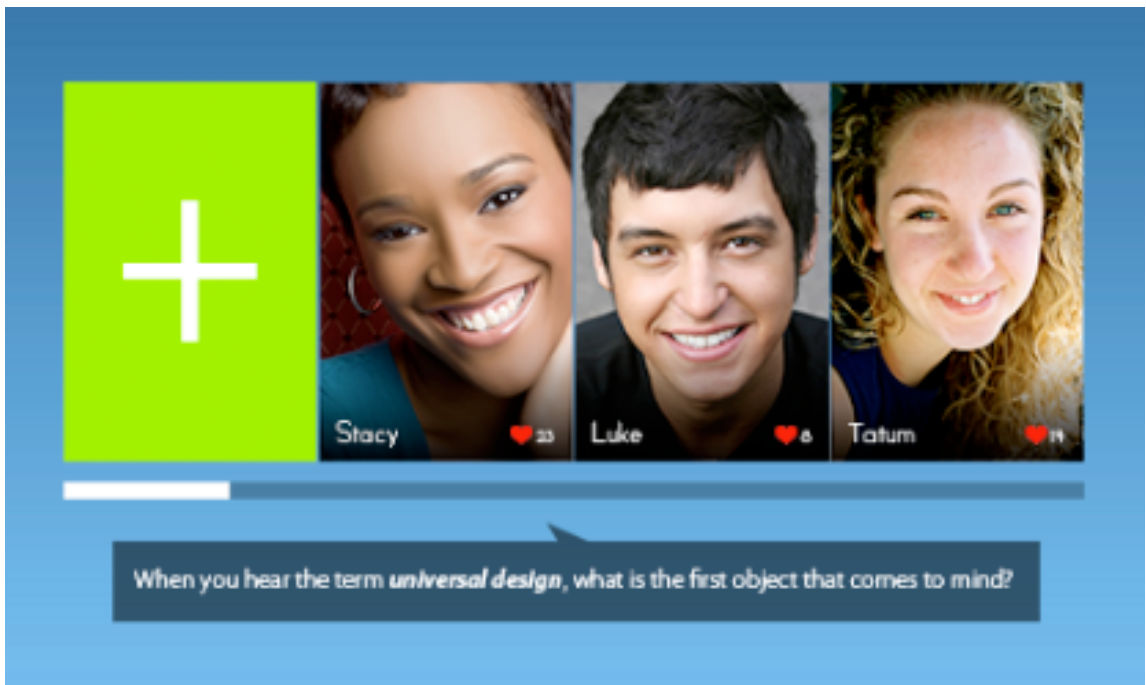 Stacy 23
Luke 8
Tatum 19
When you hear the term universal design, what is the first object that comes to mind?